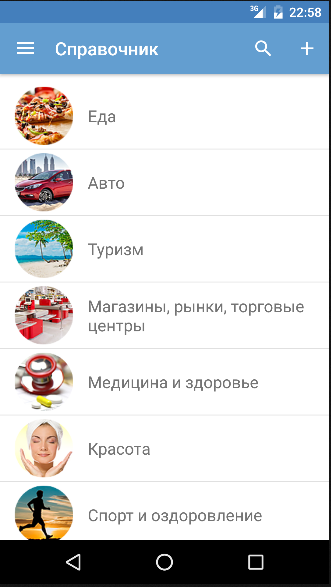 3G 22:58
Справочник
Еда
Авто
Туризм
Магазины, рынки, торговые
центры
Медицина и здоровье
Красота
Спорт и оздоровление